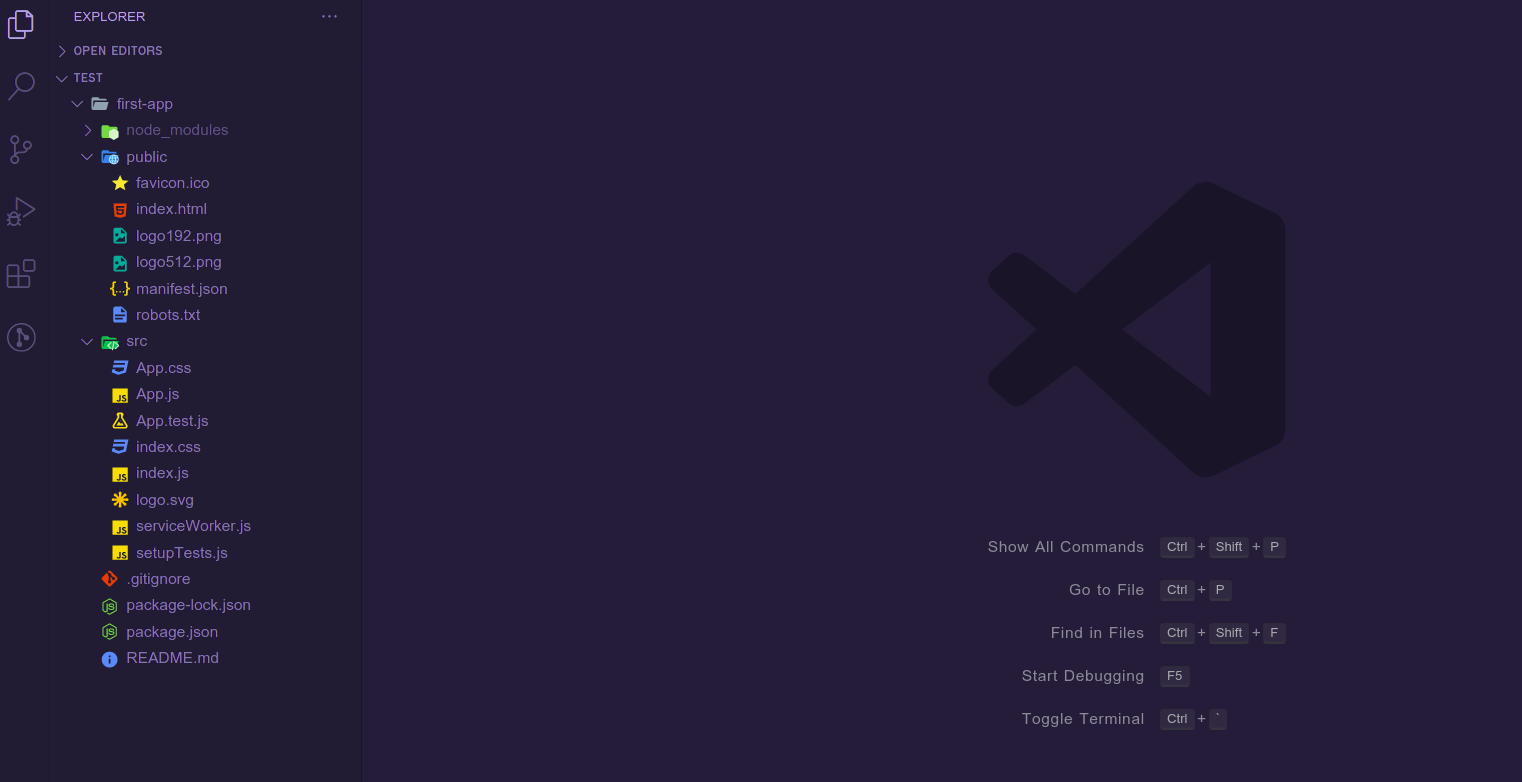 EXPLORER
OPEN EDITORS
TEST
first-app
node_modules
public
favicon.ico
index.html
logo192.png
logo512.png
manifest.json
robots.txt
src
App.css
App.js
App.test.js
index.css
index.js
logo.svg
serviceWorker.js
setupTests.js
.gitignore
package-lock.json
package.json
README.md
Show All Commands Ctrl + Shift + P
Go to File Ctrl + P
Find in Files Ctrl + Shift + F
Start Debugging F5
Toggle Terminal Ctrl + `